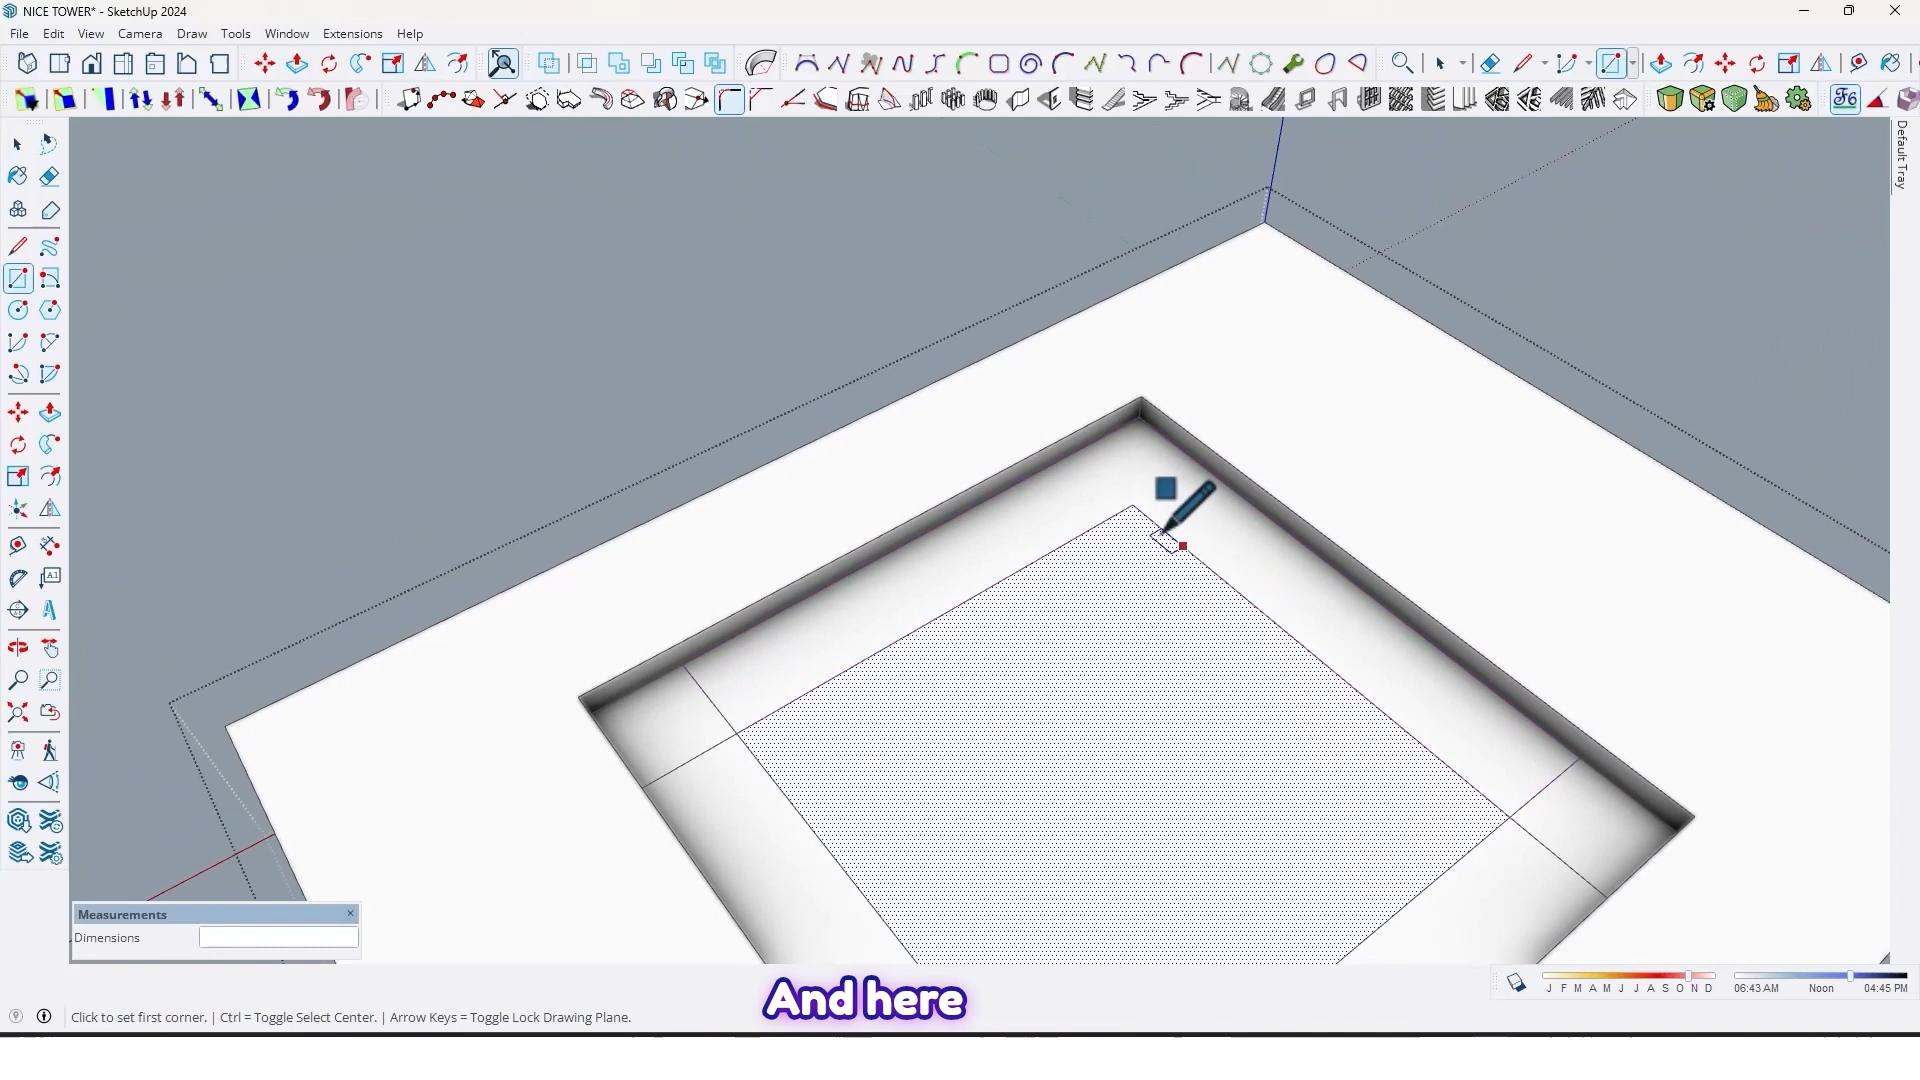 NICE TOWER* - SketchUp 2024
File Edit View Camera Draw Tools Window Extensions Help
Default Tray
Measurements
Dimensions
J F M A M J J A S O N D
06:43 AM Noon 04:45 PM
And here
Click to set first corner. | Ctrl = Toggle Select Center. | Arrow Keys = Toggle Lock Drawing Plane.